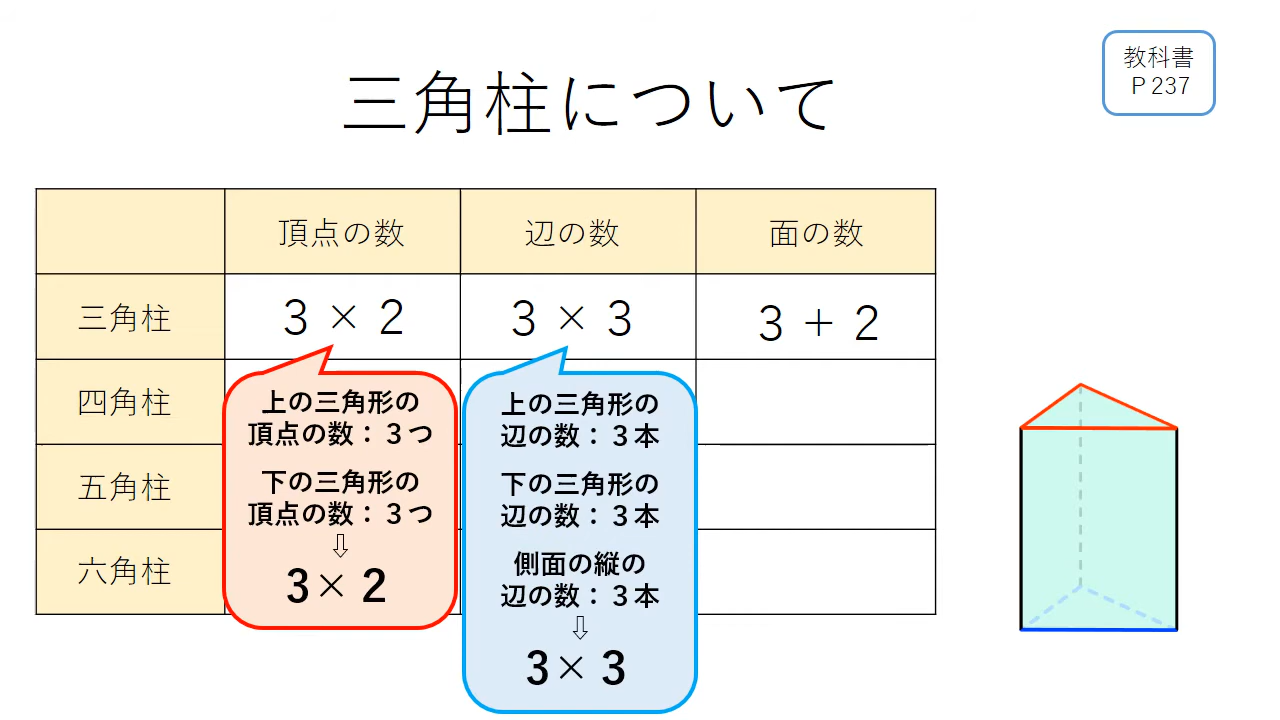 教科書
Ｐ237
三角柱について
頂点の数 辺の数 面の数
三角柱 3 × 2 3 × 3 3 + 2
四角柱
五角柱
六角柱
上の三角形の
頂点の数：３つ
下の三角形の
頂点の数：３つ
⇩
3× 2
上の三角形の
辺の数：３本
下の三角形の
辺の数：３本
側面の縦の
辺の数：３本
⇩
3× 3